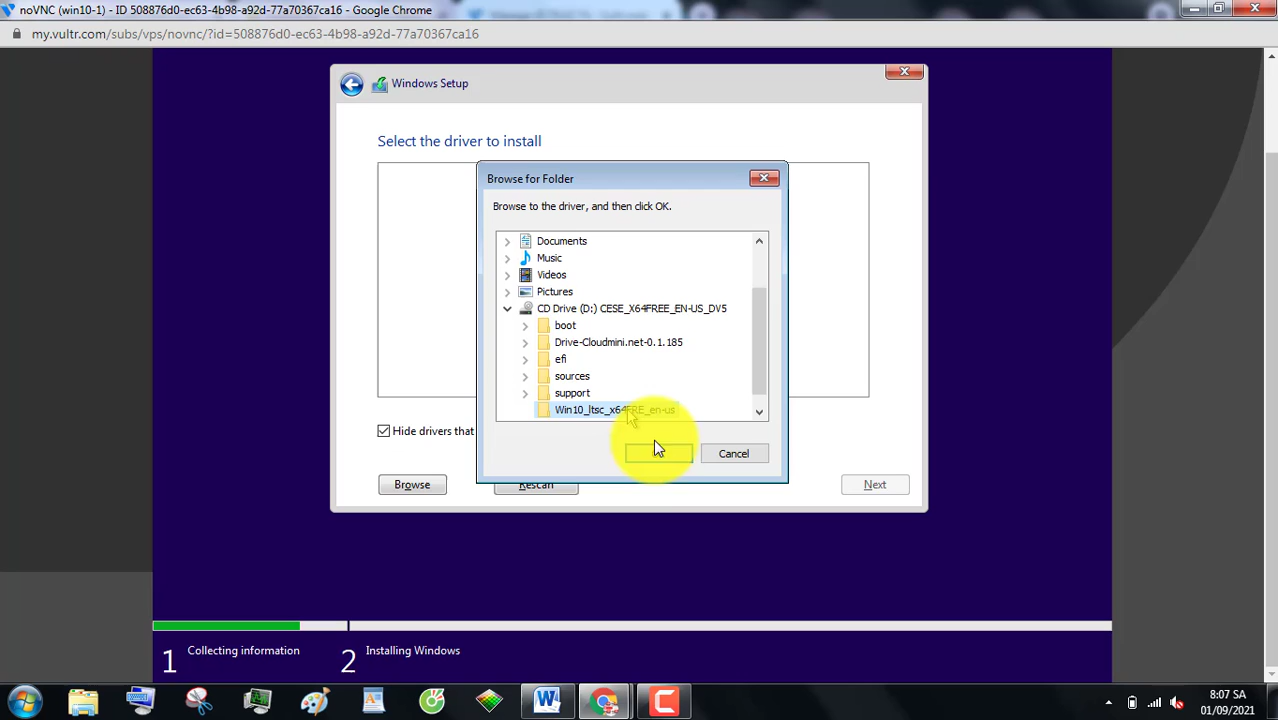 noVNC (win10-1) - ID 508876d0-ec63-4b98-a92d-77a70367ca16 - Google Chrome
my.vultr.com/subs/vps/novnc/?id=508876d0-ec63-4b98-a92d-77a70367ca16
Windows Setup
Select the driver to install
Browse for Folder
Browse to the driver, and then click OK.
Documents
Music
Videos
Pictures
CD Drive (D:) CESE_X64FREE_EN-US_DV5
boot
Drive-Cloudmini.net-0.1.185
efi
sources
support
Win10_ltsc_x64FRE_en-us
Hide drivers that
Cancel
Browse
Rescan
Next
1 Collecting information
2 Installing Windows
8:07 SA
01/09/2021